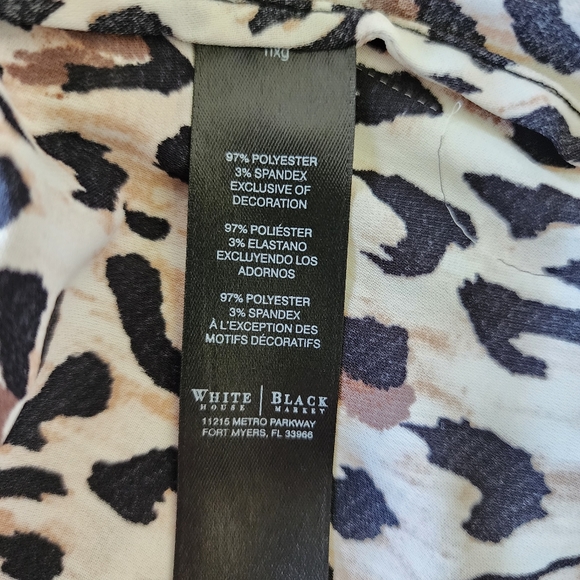 97% POLYESTER
3% SPANDEX
EXCLUSIVE OF
DECORATION
97% POLIÉSTER
3% ELASTANO
EXCLUYENDO LOS
ADORNOS
97% POLYESTER
3% SPANDEX
À L'EXCEPTION DES
MOTIFS DÉCORATIFS
WHITE | BLACK
HOUSE MARKET
11215 METRO PARKWAY
FORT MYERS, FL 33966